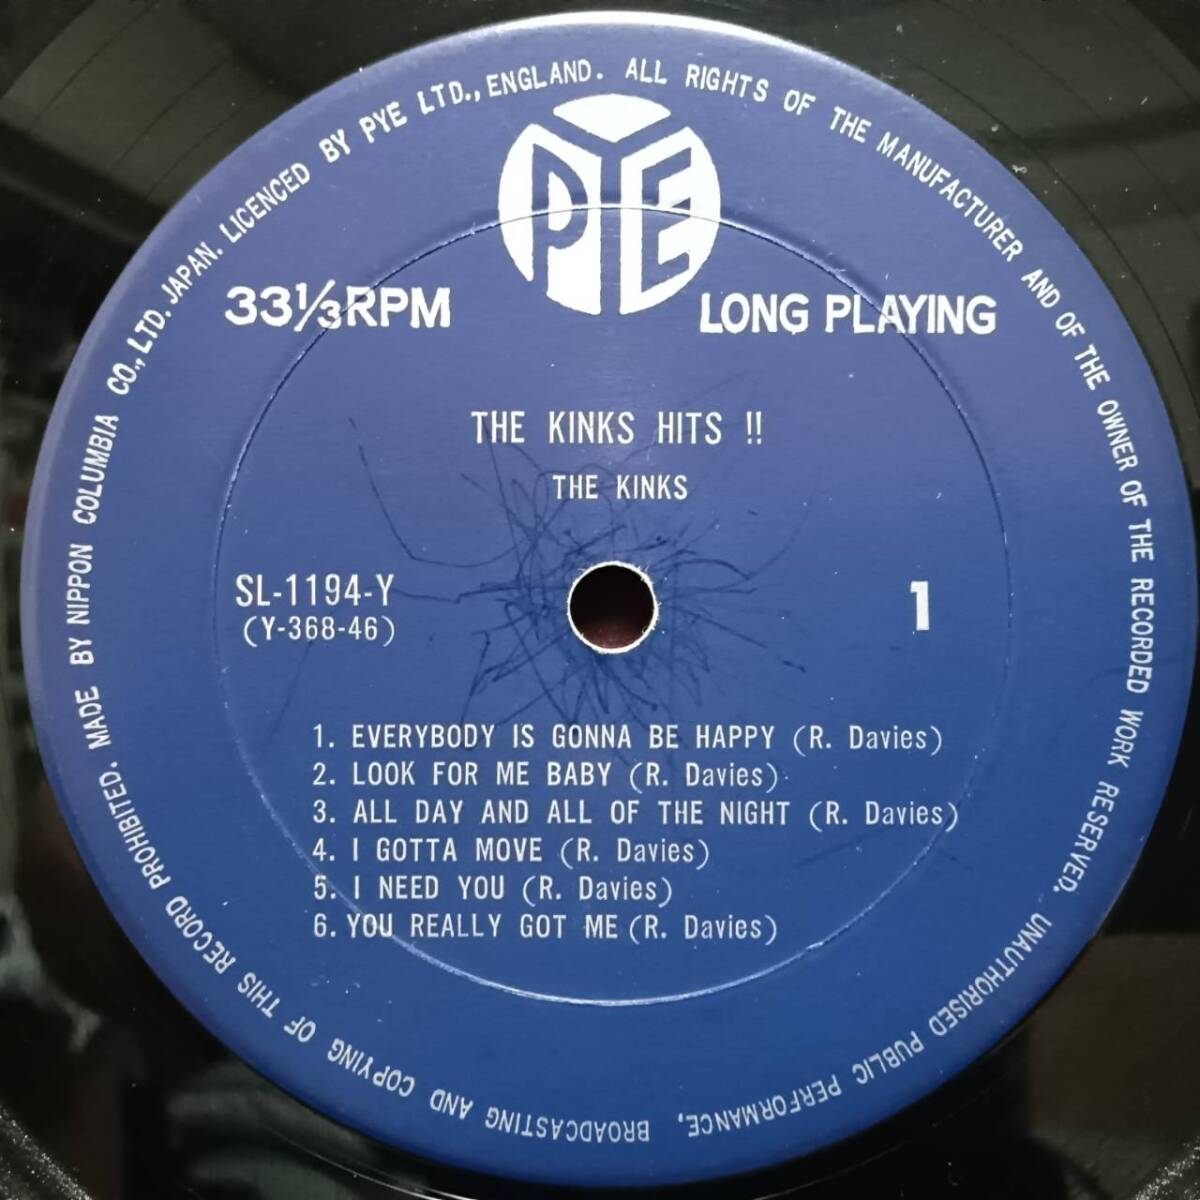 MADE BY NIPPON COLUMBIA CO., LTD. JAPAN. LICENCED BY PYE LTD., ENGLAND. ALL RIGHTS OF THE MANUFACTURER AND OF THE OWNER OF THE RECORDED WORK RESERVED. UNAUTHORISED PUBLIC PERFORMANCE, BROADCASTING AND COPYING OF THIS RECORD PROHIBITED.
PYE
33⅓RPM
LONG PLAYING
THE KINKS HITS !!
THE KINKS
SL-1194-Y
(Y-368-46)
1
1. EVERYBODY IS GONNA BE HAPPY (R. Davies)
2. LOOK FOR ME BABY (R. Davies)
3. ALL DAY AND ALL OF THE NIGHT (R. Davies)
4. I GOTTA MOVE (R. Davies)
5. I NEED YOU (R. Davies)
6. YOU REALLY GOT ME (R. Davies)